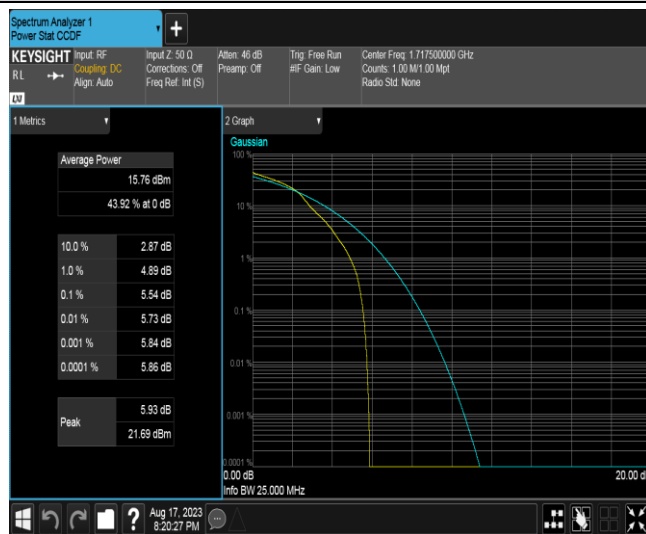 Spectrum Analyzer 1
Power Stat CCDF
+
KEYSIGHT
RL
LXI
Input: RF
Coupling: DC
Align: Auto
Input Z: 50 Ω
Corrections: Off
Freq Ref: Int (S)
Atten: 46 dB
Preamp: Off
Trig: Free Run
#IF Gain: Low
Center Freq: 1.717500000 GHz
Counts: 1.00 M/1.00 Mpt
Radio Std: None
1 Metrics
Average Power
15.76 dBm
43.92 % at 0 dB
10.0 % 2.87 dB
1.0 % 4.89 dB
0.1 % 5.54 dB
0.01 % 5.73 dB
0.001 % 5.84 dB
0.0001 % 5.86 dB
Peak
5.93 dB
21.69 dBm
2 Graph
Gaussian
100 %
10 %
1 %
0.1 %
0.01 %
0.001 %
0.0001 %
0.00 dB
20.00 d
Info BW 25.000 MHz
?
Aug 17, 2023
8:20:27 PM